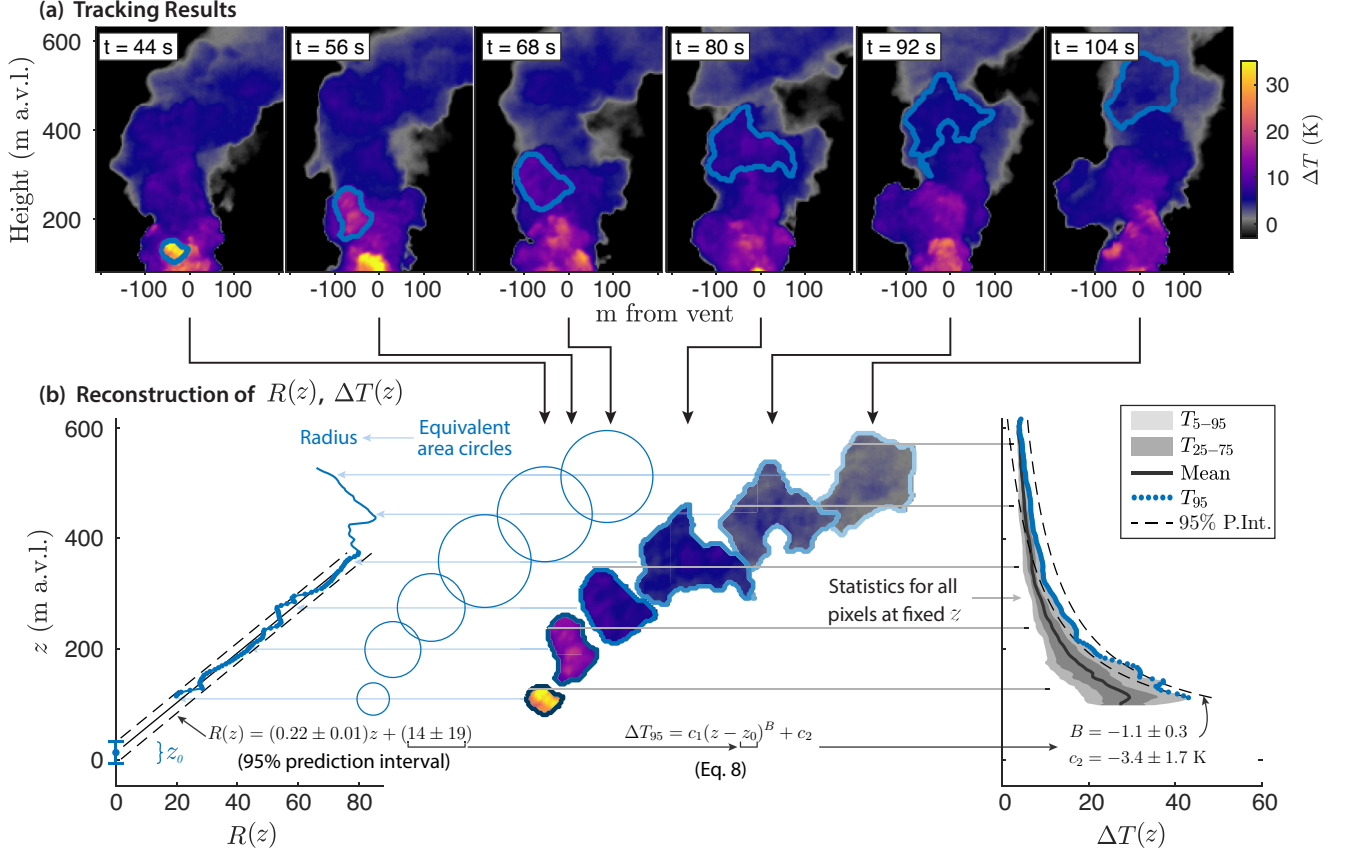 (a) Tracking Results
t = 44 s
t = 56 s
t = 68 s
t = 80 s
t = 92 s
t = 104 s
Height (m a.v.l.)
600
400
200
-100 0 100
-100 0 100
-100 0 100
-100 0 100
-100 0 100
-100 0 100
m from vent
30
20
10
0
ΔT (K)
(b) Reconstruction of R(z), ΔT(z)
z (m a.v.l.)
600
400
200
0
Radius
Equivalent
area circles
Statistics for all
pixels at fixed z
T5−95
T25−75
Mean
T95
95% P.Int.
R(z) = (0.22 ± 0.01)z + (14 ± 19)
(95% prediction interval)
} z0
ΔT95 = c1(z − z0)^B + c2
(Eq. 8)
B = −1.1 ± 0.3
c2 = −3.4 ± 1.7 K
0 20 40 60 80
R(z)
0 20 40 60
ΔT(z)